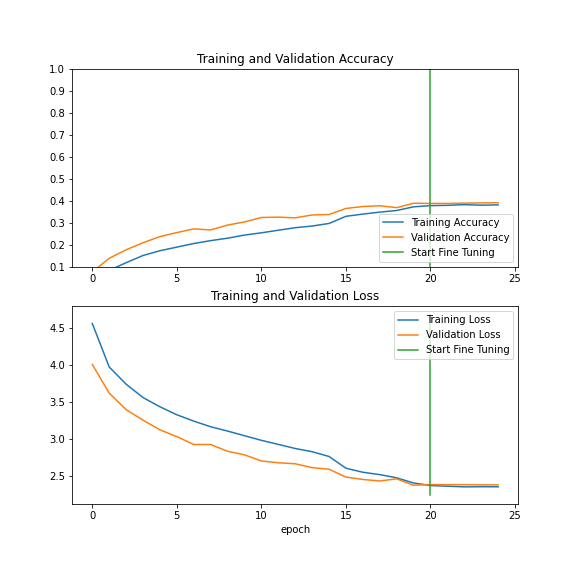 Training and Validation Accuracy
1.0
0.9
0.8
0.7
0.6
0.5
0.4
0.3
0.2
0.1
Training Accuracy
Validation Accuracy
Start Fine Tuning
0 5 10 15 20 25
Training and Validation Loss
4.5
4.0
3.5
3.0
2.5
Training Loss
Validation Loss
Start Fine Tuning
0 5 10 15 20 25
epoch